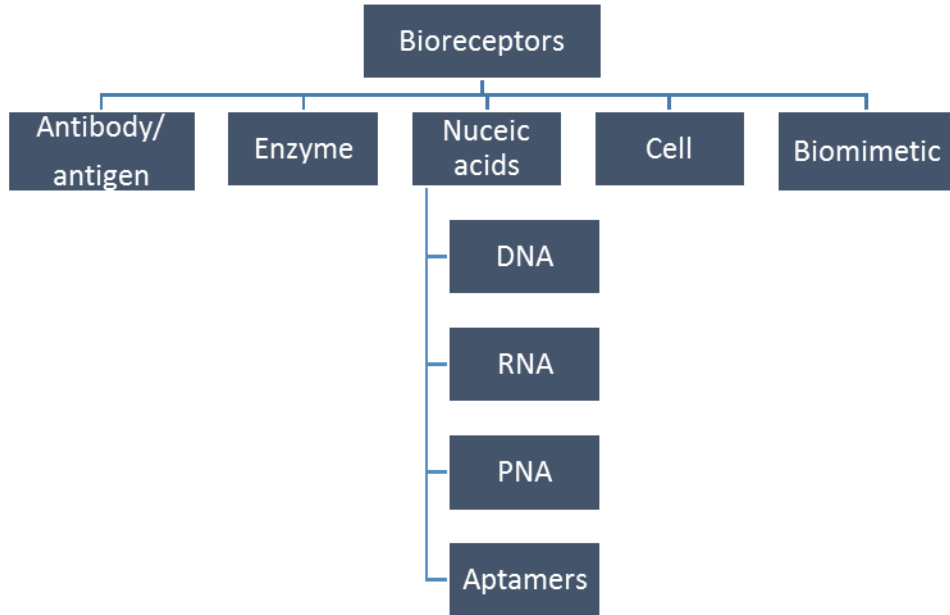 Bioreceptors
Antibody/
antigen
Enzyme
Nuceic
acids
Cell
Biomimetic
DNA
RNA
PNA
Aptamers